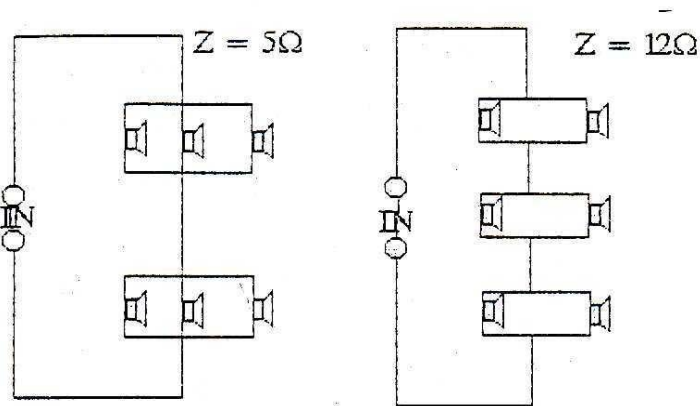 Z = 5Ω
Z = 12Ω
IN
IN